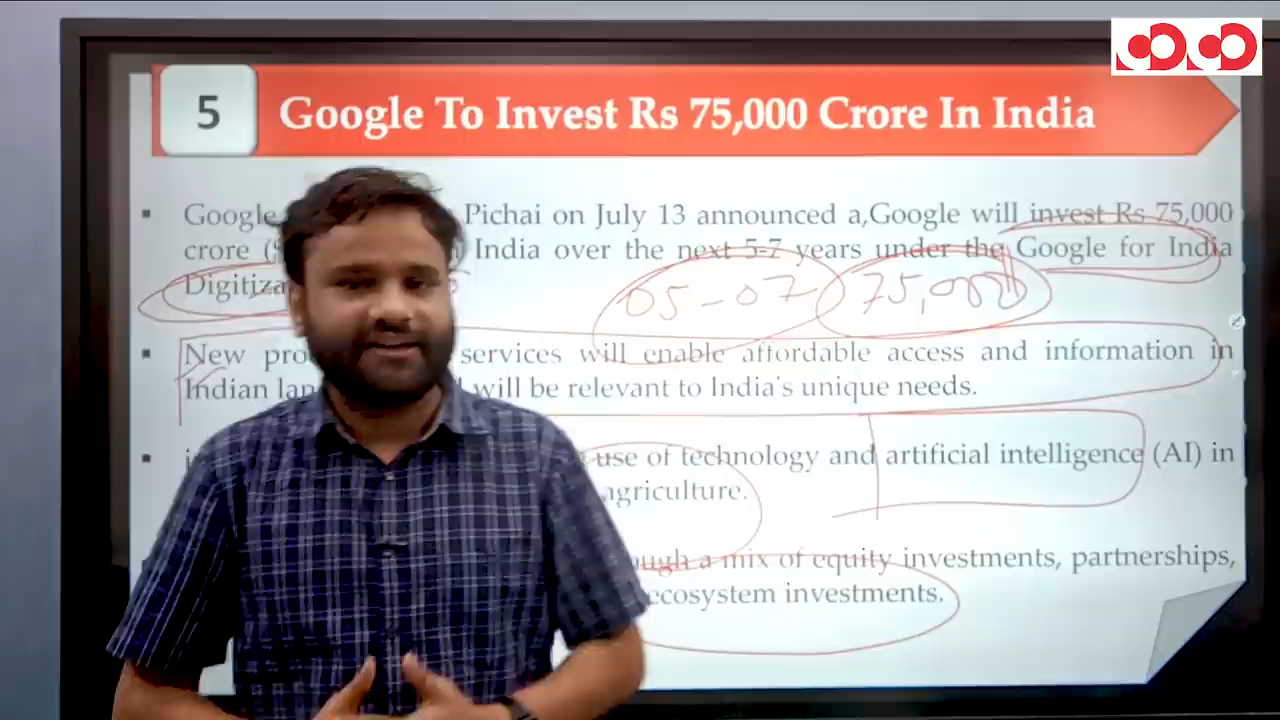 5 Google To Invest Rs 75,000 Crore In India
Google Pichai on July 13 announced a,Google will invest Rs 75,000
crore ( India over the next 5-7 years under the Google for India
Digitiza
05-07 75,000
New pro services will enable affordable access and information in
Indian lan will be relevant to India's unique needs.
use of technology and artificial intelligence (AI) in
agriculture.
ough a mix of equity investments, partnerships,
ecosystem investments.